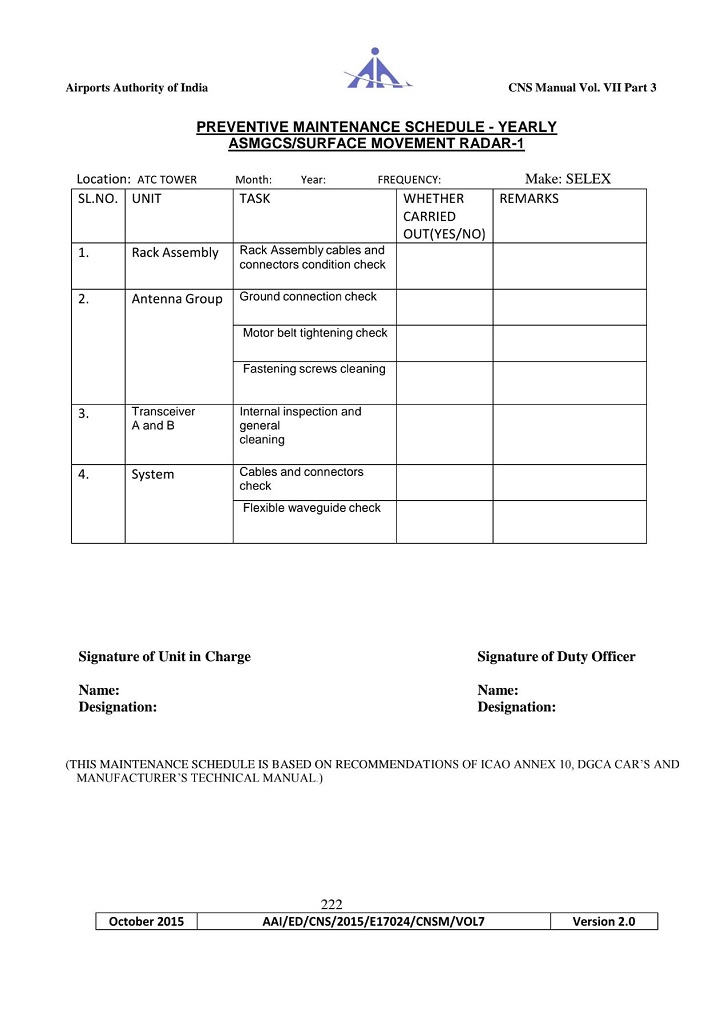 Airports Authority of India CNS Manual Vol. VII Part 3
PREVENTIVE MAINTENANCE SCHEDULE - YEARLY
ASMGCS/SURFACE MOVEMENT RADAR-1
Location: ATC TOWER Month: Year: FREQUENCY: Make: SELEX
SL.NO. UNIT TASK WHETHER CARRIED OUT(YES/NO) REMARKS
1. Rack Assembly Rack Assembly cables and
connectors condition check
2. Antenna Group Ground connection check
Motor belt tightening check
Fastening screws cleaning
3. Transceiver A and B Internal inspection and
general
cleaning
4. System Cables and connectors
check
Flexible waveguide check
Signature of Unit in Charge Signature of Duty Officer
Name: Name:
Designation: Designation:
(THIS MAINTENANCE SCHEDULE IS BASED ON RECOMMENDATIONS OF ICAO ANNEX 10, DGCA CAR’S AND
MANUFACTURER’S TECHNICAL MANUAL.)
222
October 2015 AAI/ED/CNS/2015/E17024/CNSM/VOL7 Version 2.0